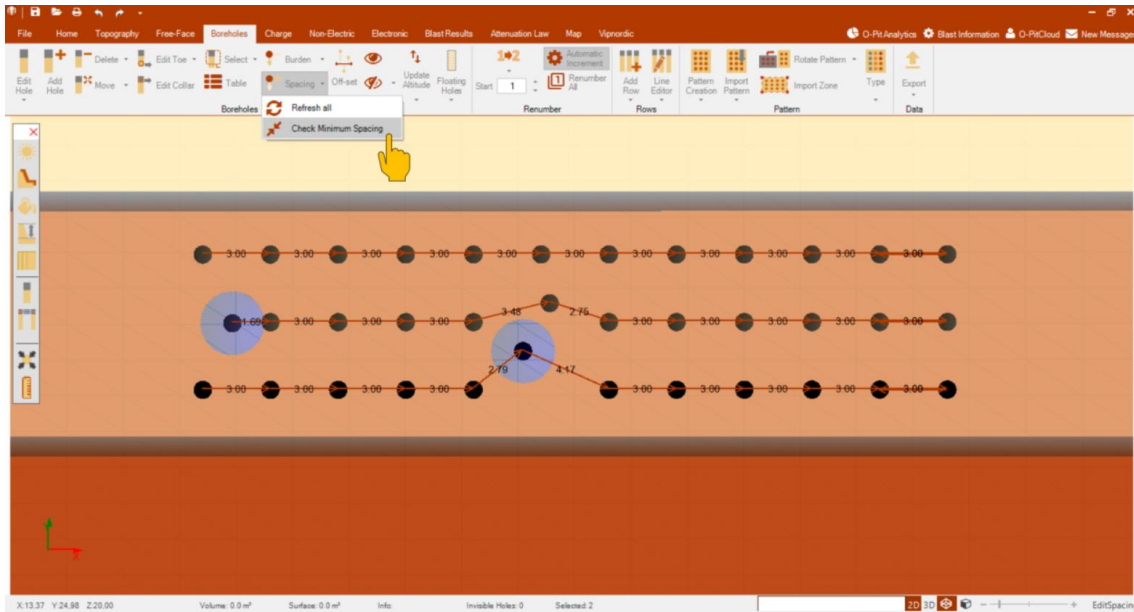 File Home Topography Free-Face Boreholes Charge Non-Electric Electronic Blast Results Attenuation Law Map Vipnordic O-Pit Analytics Blast Information O-PitCloud New Message
Edit Hole
Add Hole
Delete
Move
Edit Toe
Edit Collar
Select
Table
Burden
Spacing
Off-set
Update Altitude
Floating Holes
Start 1
Automatic Increment
Renumber All
Add Row
Line Editor
Pattern Creation
Import Pattern
Rotate Pattern
Import Zone
Type
Export
Boreholes Renumber Rows Pattern Data
Refresh all
Check Minimum Spacing
3.00 3.00 3.00 3.00 3.00 3.00 3.00 3.00 3.00 3.00 3.00
3.48 2.75
1.69 3.00 3.00 3.00 3.00 3.00 3.00 3.00 3.00
2.79 4.17
3.00 3.00 3.00 3.00 3.00 3.00 3.00 3.00 3.00
X
X:13.37 Y:24,98 Z:20,00 Volume: 0.0 m³ Surface: 0.0 m² Info: Invisible Holes: 0 Selected 2 2D 3D EditSpacin